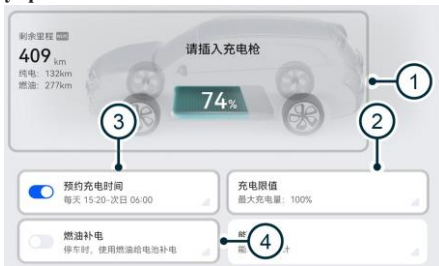 剩余里程
409 km
纯电: 132km
燃油: 277km
请插入充电枪
74%
1
2
3
预约充电时间
每天 15:20-次日 06:00
充电限值
最大充电量: 100%
燃油补电
停车时，使用燃油给电池补电
4